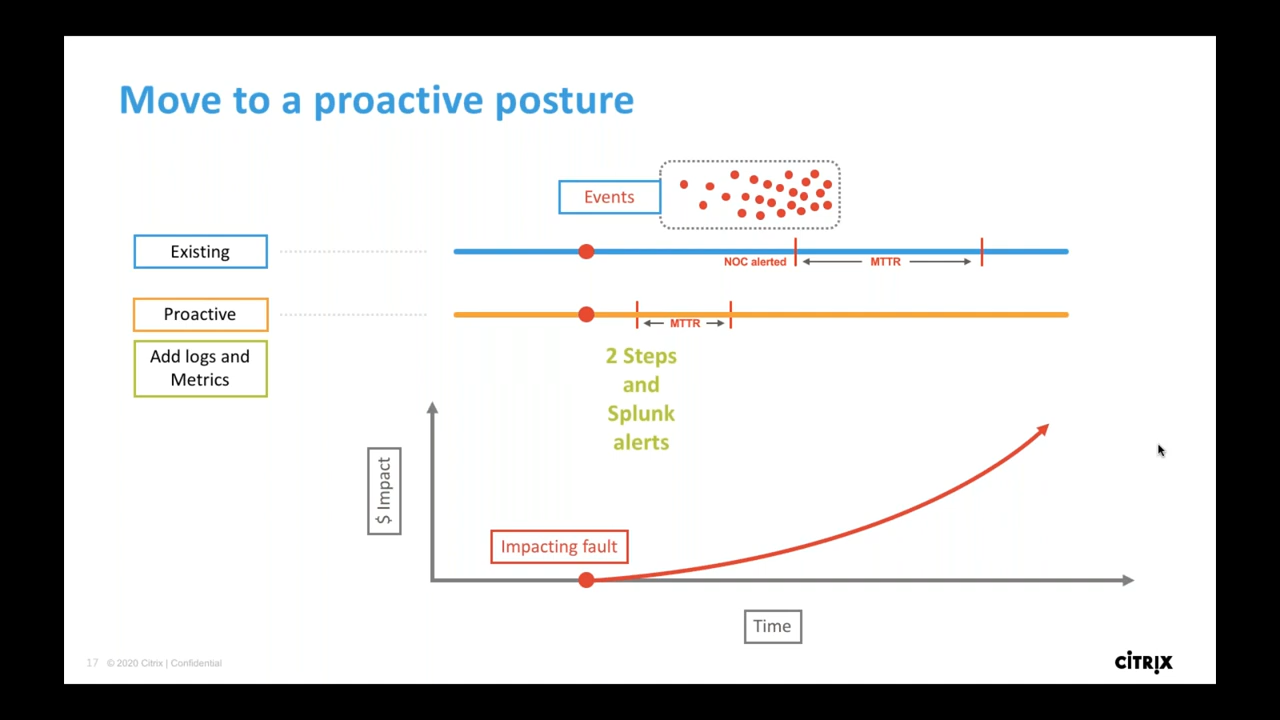 Move to a proactive posture
Events
Existing
NOC alerted
MTTR
Proactive
MTTR
Add logs and
Metrics
2 Steps
and
Splunk
alerts
$ Impact
Impacting fault
Time
17 © 2020 Citrix | Confidential
CITRIX